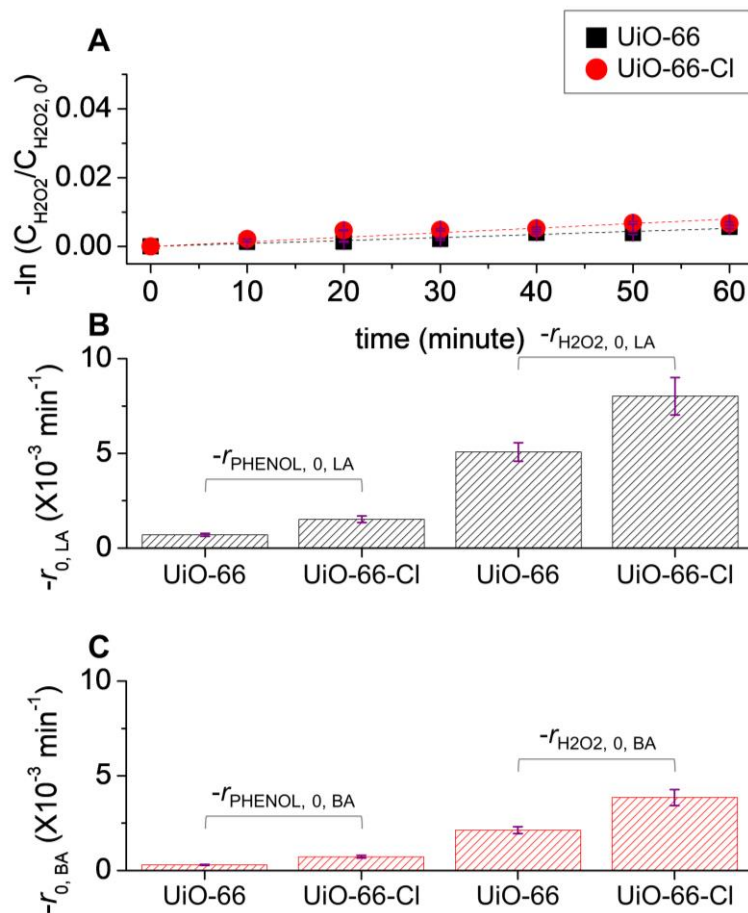 A
UiO-66
UiO-66-Cl
-ln (C_H2O2/C_H2O2, 0)
0.04
0.02
0.00
0 10 20 30 40 50 60
time (minute)
B
-r_H2O2, 0, LA
-r_PHENOL, 0, LA
-r_0, LA (X10^-3 min^-1)
10
5
0
UiO-66 UiO-66-Cl UiO-66 UiO-66-Cl
C
-r_H2O2, 0, BA
-r_PHENOL, 0, BA
-r_0, BA (X10^-3 min^-1)
10
5
0
UiO-66 UiO-66-Cl UiO-66 UiO-66-Cl